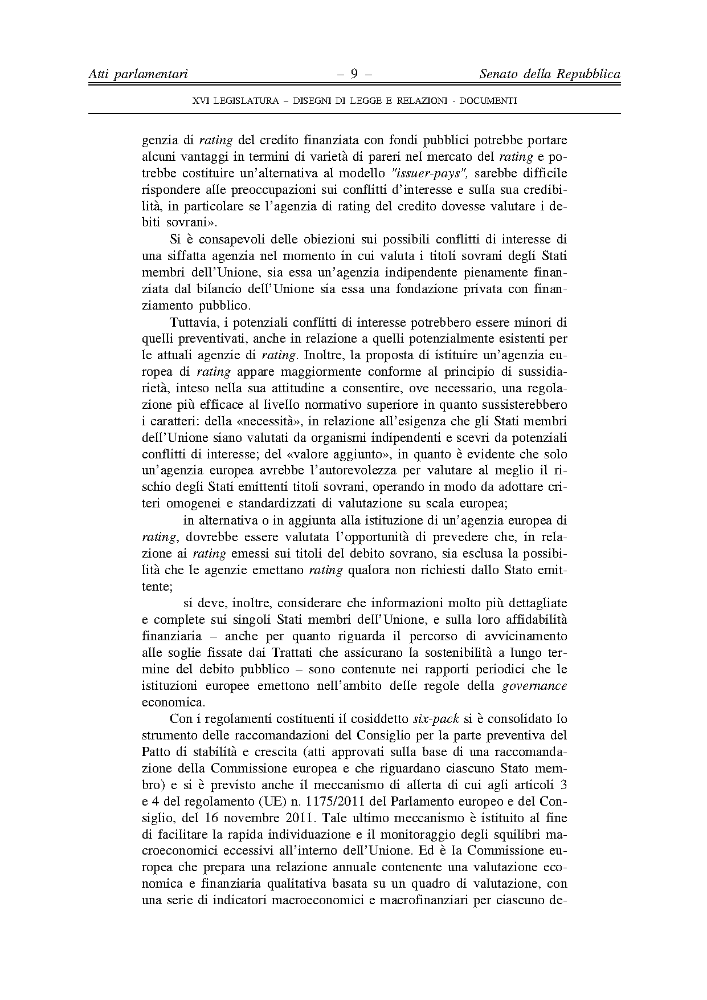 Atti parlamentari – 9 – Senato della Repubblica
XVI LEGISLATURA – DISEGNI DI LEGGE E RELAZIONI - DOCUMENTI
genzia di rating del credito finanziata con fondi pubblici potrebbe portare
alcuni vantaggi in termini di varietà di pareri nel mercato del rating e po-
trebbe costituire un'alternativa al modello "issuer-pays", sarebbe difficile
rispondere alle preoccupazioni sui conflitti d'interesse e sulla sua credibi-
lità, in particolare se l'agenzia di rating del credito dovesse valutare i de-
biti sovrani».
Si è consapevoli delle obiezioni sui possibili conflitti di interesse di
una siffatta agenzia nel momento in cui valuta i titoli sovrani degli Stati
membri dell'Unione, sia essa un'agenzia indipendente pienamente finan-
ziata dal bilancio dell'Unione sia essa una fondazione privata con finan-
ziamento pubblico.
Tuttavia, i potenziali conflitti di interesse potrebbero essere minori di
quelli preventivati, anche in relazione a quelli potenzialmente esistenti per
le attuali agenzie di rating. Inoltre, la proposta di istituire un'agenzia eu-
ropea di rating appare maggiormente conforme al principio di sussidia-
rietà, inteso nella sua attitudine a consentire, ove necessario, una regola-
zione più efficace al livello normativo superiore in quanto sussisterebbero
i caratteri: della «necessità», in relazione all'esigenza che gli Stati membri
dell'Unione siano valutati da organismi indipendenti e scevri da potenziali
conflitti di interesse; del «valore aggiunto», in quanto è evidente che solo
un'agenzia europea avrebbe l'autorevolezza per valutare al meglio il ri-
schio degli Stati emittenti titoli sovrani, operando in modo da adottare cri-
teri omogenei e standardizzati di valutazione su scala europea;
in alternativa o in aggiunta alla istituzione di un'agenzia europea di
rating, dovrebbe essere valutata l'opportunità di prevedere che, in rela-
zione ai rating emessi sui titoli del debito sovrano, sia esclusa la possibi-
lità che le agenzie emettano rating qualora non richiesti dallo Stato emit-
tente;
si deve, inoltre, considerare che informazioni molto più dettagliate
e complete sui singoli Stati membri dell'Unione, e sulla loro affidabilità
finanziaria – anche per quanto riguarda il percorso di avvicinamento
alle soglie fissate dai Trattati che assicurano la sostenibilità a lungo ter-
mine del debito pubblico – sono contenute nei rapporti periodici che le
istituzioni europee emettono nell'ambito delle regole della governance
economica.
Con i regolamenti costituenti il cosiddetto six-pack si è consolidato lo
strumento delle raccomandazioni del Consiglio per la parte preventiva del
Patto di stabilità e crescita (atti approvati sulla base di una raccomanda-
zione della Commissione europea e che riguardano ciascuno Stato mem-
bro) e si è previsto anche il meccanismo di allerta di cui agli articoli 3
e 4 del regolamento (UE) n. 1175/2011 del Parlamento europeo e del Con-
siglio, del 16 novembre 2011. Tale ultimo meccanismo è istituito al fine
di facilitare la rapida individuazione e il monitoraggio degli squilibri ma-
croeconomici eccessivi all'interno dell'Unione. Ed è la Commissione eu-
ropea che prepara una relazione annuale contenente una valutazione eco-
nomica e finanziaria qualitativa basata su un quadro di valutazione, con
una serie di indicatori macroeconomici e macrofinanziari per ciascuno de-